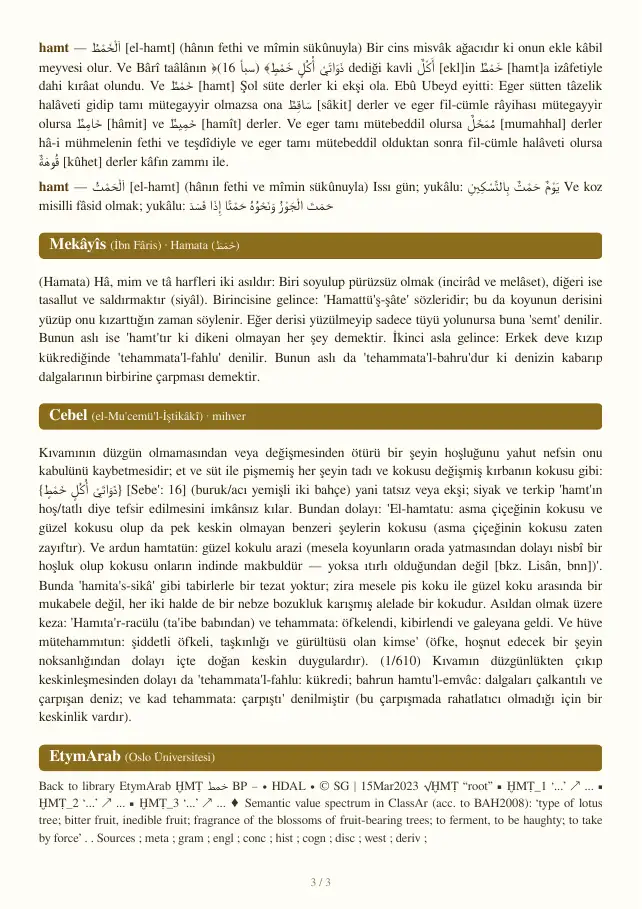 hamt — اَلْخَمْطُ [el-hamt] (hânın fethi ve mîmin sükûnuyla) Bir cins misvâk ağacıdır ki onun ekle kâbil
meyvesi olur. Ve Bârî taâlânın ﴿ذَوَاتَيْ أُكُلٍ خَمْطٍ﴾ (سبأ 16) dediği kavli أُكُلٌ [ekl]in خَمْطٌ [hamt]a izâfetiyle
dahi kırâat olundu. Ve خَمْطٌ [hamt] Şol süte derler ki ekşi ola. Ebû Ubeyd eyitti: Eger sütten tâzelik
halâveti gidip tamı mütegayyir olmazsa ona سَاقِطٌ [sâkit] derler ve eger fil-cümle râyihası mütegayyir
olursa خَامِطٌ [hâmit] ve خَمِيطٌ [hamît] derler. Ve eger tamı mütebeddil olursa مُمَحَّلٌ [mumahhal] derler
hâ-i mühmelenin fethi ve teşdîdiyle ve eger tamı mütebeddil olduktan sonra fil-cümle halâveti olursa
قُوهَةٌ [kûhet] derler kâfın zammı ile.
hamt — اَلْحَمْتُ [el-hamt] (hânın fethi ve mîmin sükûnuyla) Issı gün; yukâlu: يَوْمٌ حَمْتٌ بِالتَّسْكِينِ Ve koz
misilli fâsid olmak; yukâlu: حَمَتَ الْجَوْزُ وَنَحْوُهُ حَمْتًا إِذَا فَسَدَ
Mekâyîs (İbn Fâris) · Hamata (خمط)
(Hamata) Hâ, mim ve tâ harfleri iki asıldır: Biri soyulup pürüzsüz olmak (incirâd ve melâset), diğeri ise
tasallut ve saldırmaktır (siyâl). Birincisine gelince: 'Hamattü'ş-şâte' sözleridir; bu da koyunun derisini
yüzüp onu kızarttığın zaman söylenir. Eğer derisi yüzülmeyip sadece tüyü yolunursa buna 'semt' denilir.
Bunun aslı ise 'hamt'tır ki dikeni olmayan her şey demektir. İkinci asla gelince: Erkek deve kızıp
kükrediğinde 'tehammata'l-fahlu' denilir. Bunun aslı da 'tehammata'l-bahru'dur ki denizin kabarıp
dalgalarının birbirine çarpması demektir.
Cebel (el-Mu'cemü'l-İştikâkî) · mihver
Kıvamının düzgün olmamasından veya değişmesinden ötürü bir şeyin hoşluğunu yahut nefsin onu
kabulünü kaybetmesidir; et ve süt ile pişmemiş her şeyin tadı ve kokusu değişmiş kırbanın kokusu gibi:
{ذَوَاتَيْ أُكُلٍ خَمْطٍ} [Sebe': 16] (buruk/acı yemişli iki bahçe) yani tatsız veya ekşi; siyak ve terkip 'hamt'ın
hoş/tatlı diye tefsir edilmesini imkânsız kılar. Bundan dolayı: 'El-hamtatu: asma çiçeğinin kokusu ve
güzel kokusu olup da pek keskin olmayan benzeri şeylerin kokusu (asma çiçeğinin kokusu zaten
zayıftır). Ve ardun hamtatün: güzel kokulu arazi (mesela koyunların orada yatmasından dolayı nisbî bir
hoşluk olup kokusu onların indinde makbuldür — yoksa ıtırlı olduğundan değil [bkz. Lisân, bnn])'.
Bunda 'hamita's-sikâ' gibi tabirlerle bir tezat yoktur; zira mesele pis koku ile güzel koku arasında bir
mukabele değil, her iki halde de bir nebze bozukluk karışmış alelade bir kokudur. Asıldan olmak üzere
keza: 'Hamıta'r-racülu (ta'ibe babından) ve tehammata: öfkelendi, kibirlendi ve galeyana geldi. Ve hüve
mütehammıtun: şiddetli öfkeli, taşkınlığı ve gürültüsü olan kimse' (öfke, hoşnut edecek bir şeyin
noksanlığından dolayı içte doğan keskin duygulardır). (1/610) Kıvamın düzgünlükten çıkıp
keskinleşmesinden dolayı da 'tehammata'l-fahlu: kükredi; bahrun hamtu'l-emvâc: dalgaları çalkantılı ve
çarpışan deniz; ve kad tehammata: çarpıştı' denilmiştir (bu çarpışmada rahatlatıcı olmadığı için bir
keskinlik vardır).
EtymArab (Oslo Üniversitesi)
Back to library EtymArab ḪMṬ خمط BP – • HDAL • © SG | 15Mar2023 √ḪMṬ “root” ▪ ḪMṬ_1 ‘...’ ↗ ... ▪
ḪMṬ_2 ‘...’ ↗ ... ▪ ḪMṬ_3 ‘...’ ↗ ... ♦ Semantic value spectrum in ClassAr (acc. to BAH2008): ‘type of lotus
tree; bitter fruit, inedible fruit; fragrance of the blossoms of fruit-bearing trees; to ferment, to be haughty; to take
by force’ . . Sources ; meta ; gram ; engl ; conc ; hist ; cogn ; disc ; west ; deriv ;
3 / 3